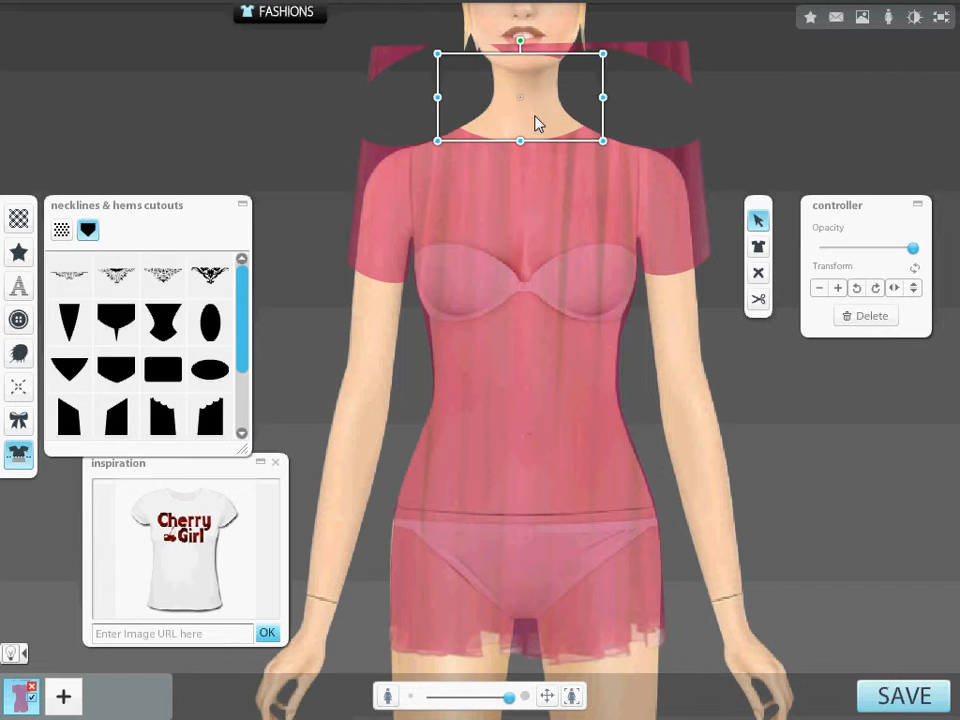 FASHIONS
necklines & hems cutouts
controller
Opacity
Transform
Delete
inspiration
Cherry
Girl
Enter Image URL here
OK
SAVE